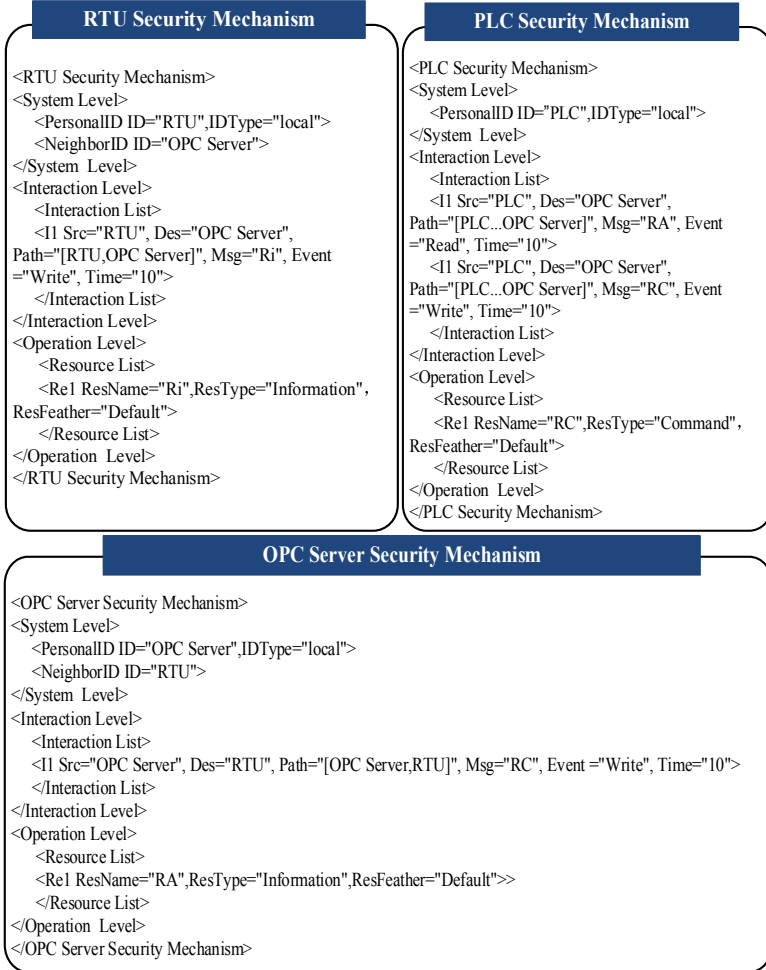 RTU Security Mechanism
<RTU Security Mechanism>
<System Level>
<PersonalID ID="RTU",IDType="local">
<NeighborID ID="OPC Server">
</System  Level>
<Interaction Level>
<Interaction List>
<I1 Src="RTU", Des="OPC Server",
Path="[RTU,OPC Server]", Msg="Ri", Event
="Write", Time="10">
</Interaction List>
</Interaction Level>
<Operation Level>
<Resource List>
<Re1 ResName="Ri",ResType="Information"，
ResFeather="Default">
</Resource List>
</Operation  Level>
</RTU Security Mechanism>
PLC Security Mechanism
<PLC Security Mechanism>
<System Level>
<PersonalID ID=”PLC",IDType="local">
</System Level>
<Interaction Level>
<Interaction List>
<I1 Src="PLC", Des="OPC Server",
Path="[PLC...OPC Server]", Msg="RA", Event
="Read", Time="10">
<I1 Src="PLC", Des="OPC Server",
Path="[PLC...OPC Server]", Msg="RC", Event
="Write", Time="10">
</Interaction List>
</Interaction Level>
<Operation Level>
<Resource List>
<Re1 ResName="RC",ResType="Command"，
ResFeather="Default">
</Resource List>
</Operation  Level>
</PLC Security Mechanism>
OPC Server Security Mechanism
<OPC Server Security Mechanism>
<System Level>
<PersonalID ID="OPC Server",IDType="local">
<NeighborID ID="RTU">
</System  Level>
<Interaction Level>
<Interaction List>
<I1 Src="OPC Server", Des="RTU", Path="[OPC Server,RTU]", Msg="RC", Event ="Write", Time="10">
</Interaction List>
</Interaction Level>
<Operation Level>
<Resource List>
<Re1 ResName="RA",ResType="Information",ResFeather="Default">>
</Resource List>
</Operation  Level>
</OPC Server Security Mechanism>